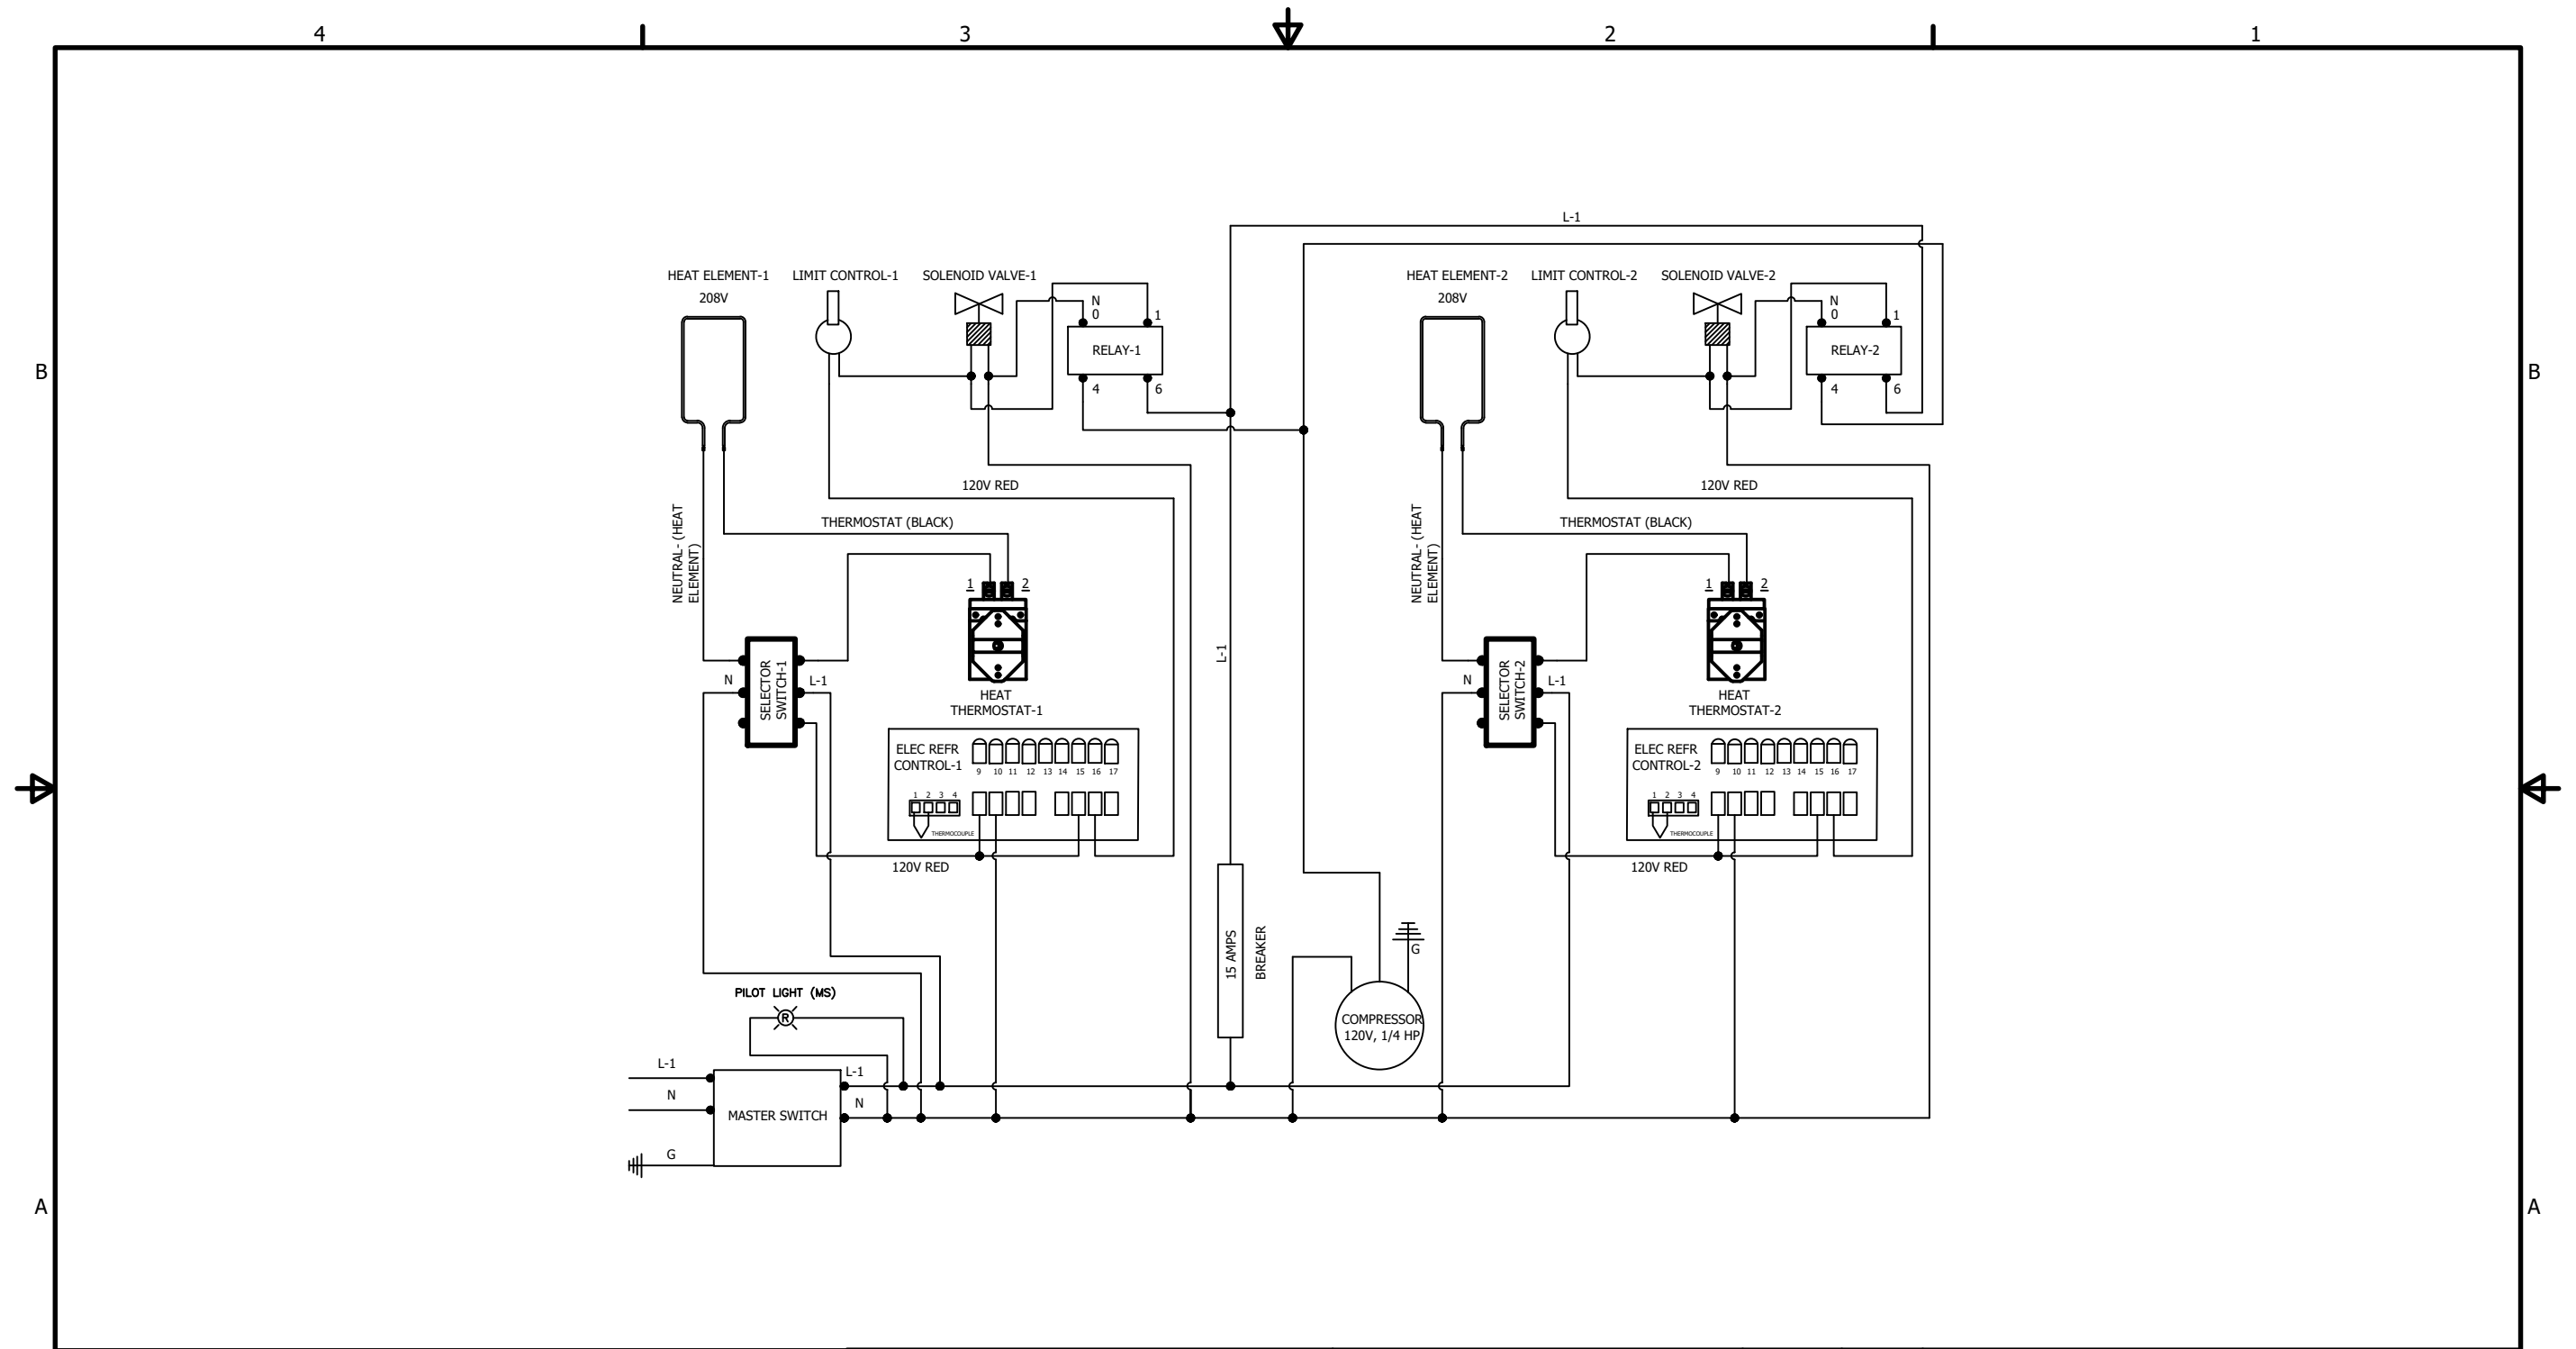 4
3
2
1
L-1
HEAT ELEMENT-1
208V
LIMIT CONTROL-1
SOLENOID VALVE-1
N
0
1
RELAY-1
4
6
HEAT ELEMENT-2
208V
LIMIT CONTROL-2
SOLENOID VALVE-2
N
0
1
RELAY-2
4
6
B
B
120V RED
THERMOSTAT (BLACK)
NEUTRAL- (HEAT
ELEMENT)
1
2
120V RED
THERMOSTAT (BLACK)
NEUTRAL- (HEAT
ELEMENT)
1
2
L-1
N
SELECTOR
SWITCH-1
L-1
HEAT
THERMOSTAT-1
N
SELECTOR
SWITCH-2
L-1
HEAT
THERMOSTAT-2
ELEC REFR
CONTROL-1
9 10 11 12 13 14 15 16 17
1 2 3 4
THERMOCOUPLE
120V RED
ELEC REFR
CONTROL-2
9 10 11 12 13 14 15 16 17
1 2 3 4
THERMOCOUPLE
120V RED
15 AMPS
BREAKER
G
COMPRESSOR
120V, 1/4 HP
PILOT LIGHT (MS)
R
L-1
N
G
MASTER SWITCH
L-1
N
A
A